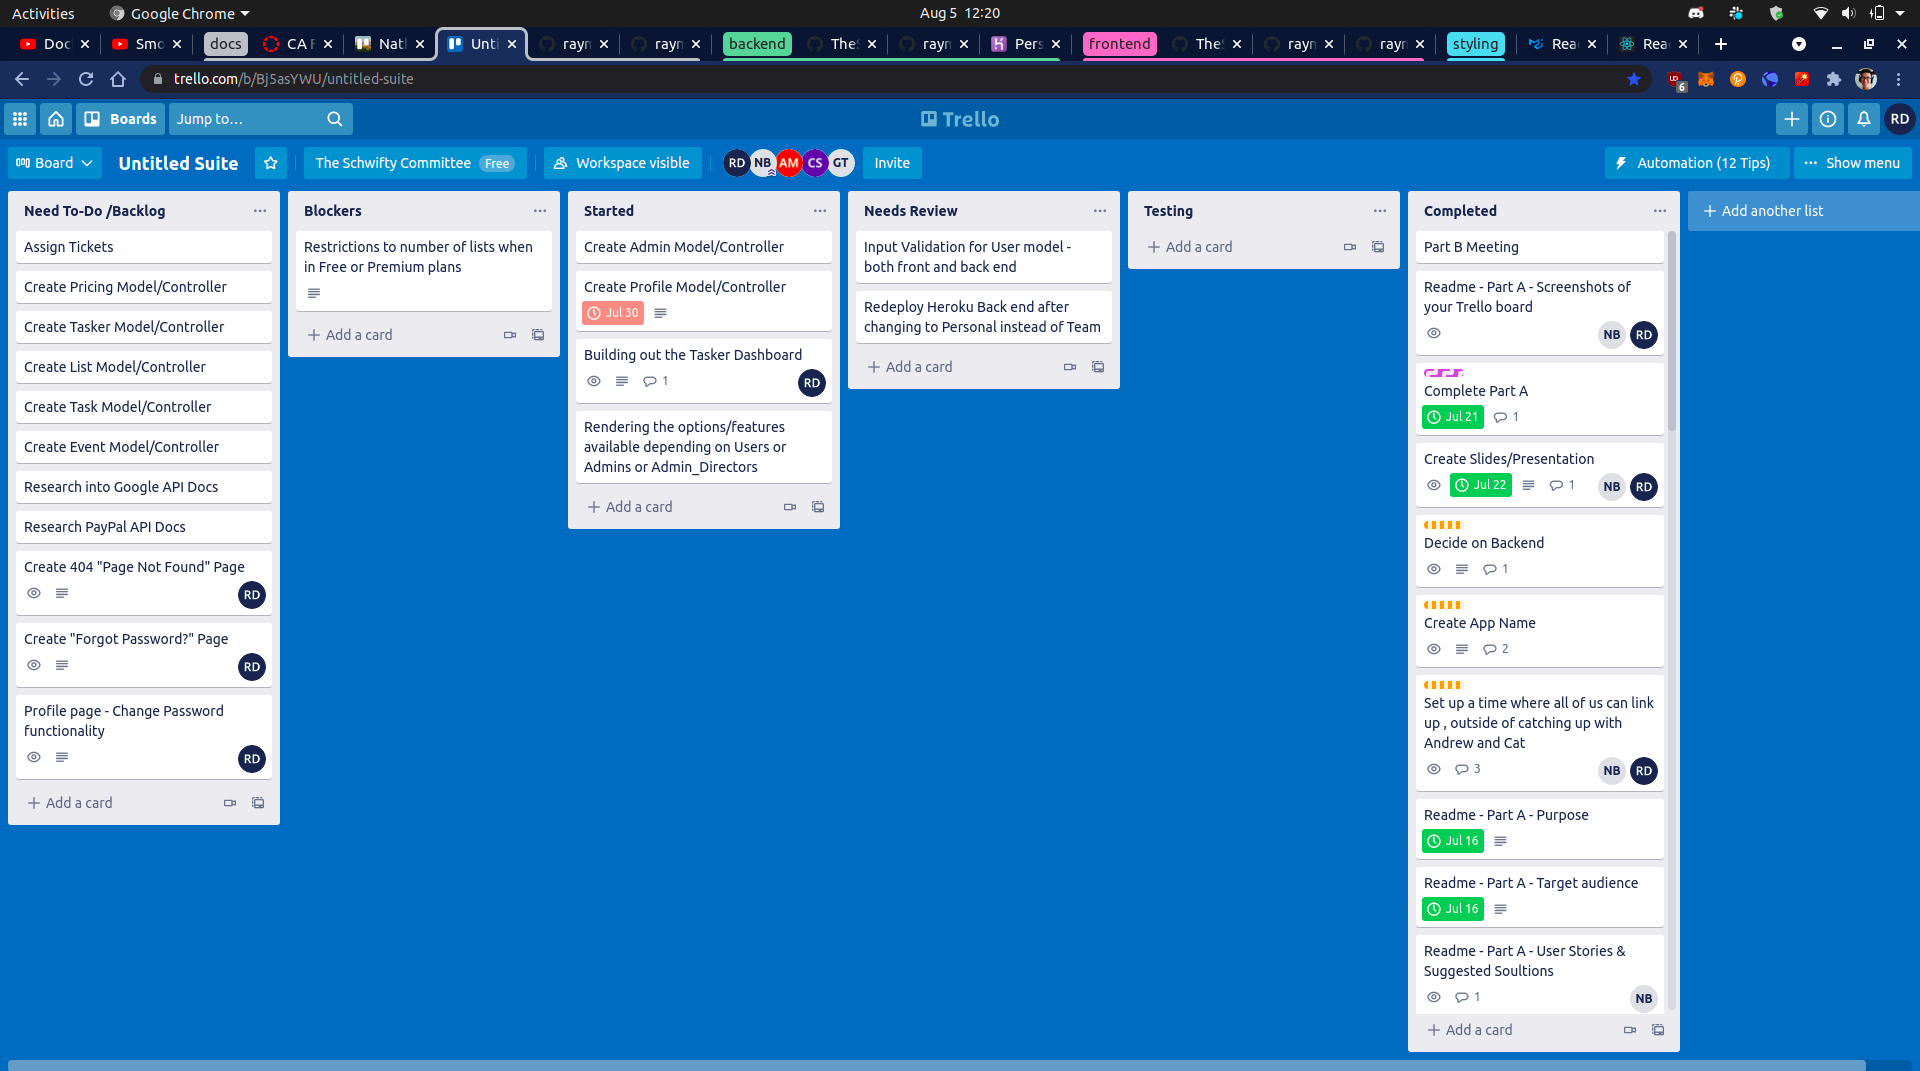 Activities
Google Chrome
Aug 5 12:20
Doc
Smo
docs
CA F
Natl
Unti
rayn
rayn
backend
The
rayn
Pers
frontend
The
rayn
rayn
styling
Reac
Reac
trello.com/b/Bj5asYWU/untitled-suite
6
Boards
Jump to...
Trello
RD
Board
Untitled Suite
The Schwifty Committee Free
Workspace visible
RD NB AM CS GT
Invite
Automation (12 Tips)
Show menu
Need To-Do /Backlog
Assign Tickets
Create Pricing Model/Controller
Create Tasker Model/Controller
Create List Model/Controller
Create Task Model/Controller
Create Event Model/Controller
Research into Google API Docs
Research PayPal API Docs
Create 404 "Page Not Found" Page
RD
Create "Forgot Password?" Page
RD
Profile page - Change Password
functionality
RD
Add a card
Blockers
Restrictions to number of lists when
in Free or Premium plans
Add a card
Started
Create Admin Model/Controller
Create Profile Model/Controller
Jul 30
Building out the Tasker Dashboard
1
RD
Rendering the options/features
available depending on Users or
Admins or Admin_Directors
Add a card
Needs Review
Input Validation for User model -
both front and back end
Redeploy Heroku Back end after
changing to Personal instead of Team
Add a card
Testing
Add a card
Completed
Part B Meeting
Readme - Part A - Screenshots of
your Trello board
NB RD
Complete Part A
Jul 21 1
Create Slides/Presentation
Jul 22 1 NB RD
Decide on Backend
1
Create App Name
2
Set up a time where all of us can link
up , outside of catching up with
Andrew and Cat
3 NB RD
Readme - Part A - Purpose
Jul 16
Readme - Part A - Target audience
Jul 16
Readme - Part A - User Stories &
Suggested Soultions
1 NB
Add a card
Add another list